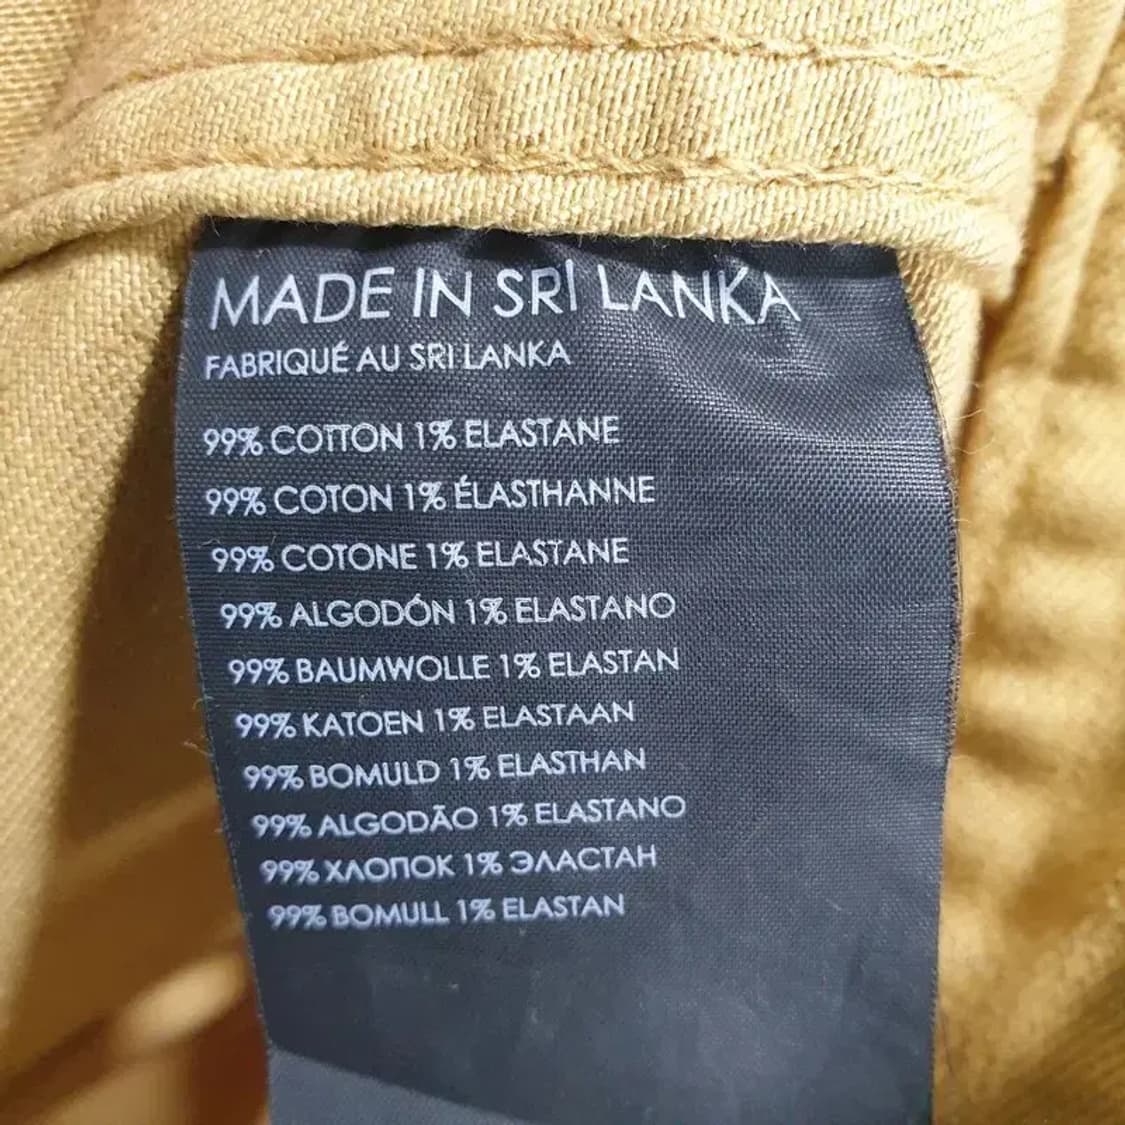 MADE IN SRI LANKA
FABRIQUÉ AU SRI LANKA
99% COTTON 1% ELASTANE
99% COTON 1% ÉLASTHANNE
99% COTONE 1% ELASTANE
99% ALGODÓN 1% ELASTANO
99% BAUMWOLLE 1% ELASTAN
99% KATOEN 1% ELASTAAN
99% BOMULD 1% ELASTHAN
99% ALGODÃO 1% ELASTANO
99% ХЛОПОК 1% ЭЛАСТАН
99% BOMULL 1% ELASTAN